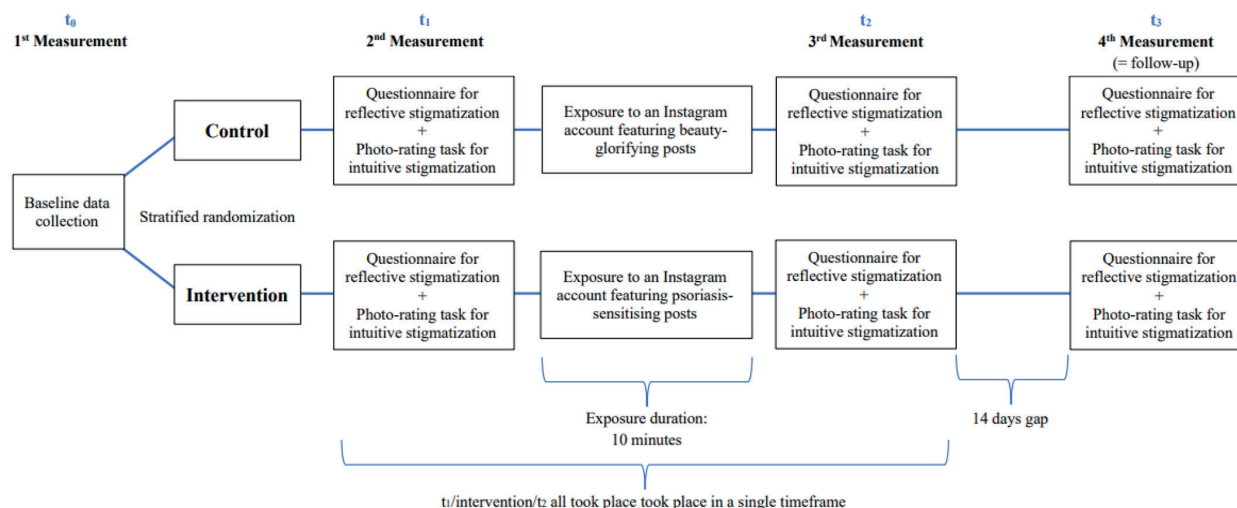 t₀
1st Measurement
t₁
2nd Measurement
t₂
3rd Measurement
t₃
4th Measurement
(= follow-up)
Control
Questionnaire for
reflective stigmatization
+
Photo-rating task for
intuitive stigmatization
Exposure to an Instagram
account featuring beauty-
glorifying posts
Questionnaire for
reflective stigmatization
+
Photo-rating task for
intuitive stigmatization
Questionnaire for
reflective stigmatization
+
Photo-rating task for
intuitive stigmatization
Baseline data
collection
Stratified randomization
Intervention
Questionnaire for
reflective stigmatization
+
Photo-rating task for
intuitive stigmatization
Exposure to an Instagram
account featuring psoriasis-
sensitising posts
Questionnaire for
reflective stigmatization
+
Photo-rating task for
intuitive stigmatization
Questionnaire for
reflective stigmatization
+
Photo-rating task for
intuitive stigmatization
Exposure duration:
10 minutes
14 days gap
t₁/intervention/t₂ all took place took place in a single timeframe